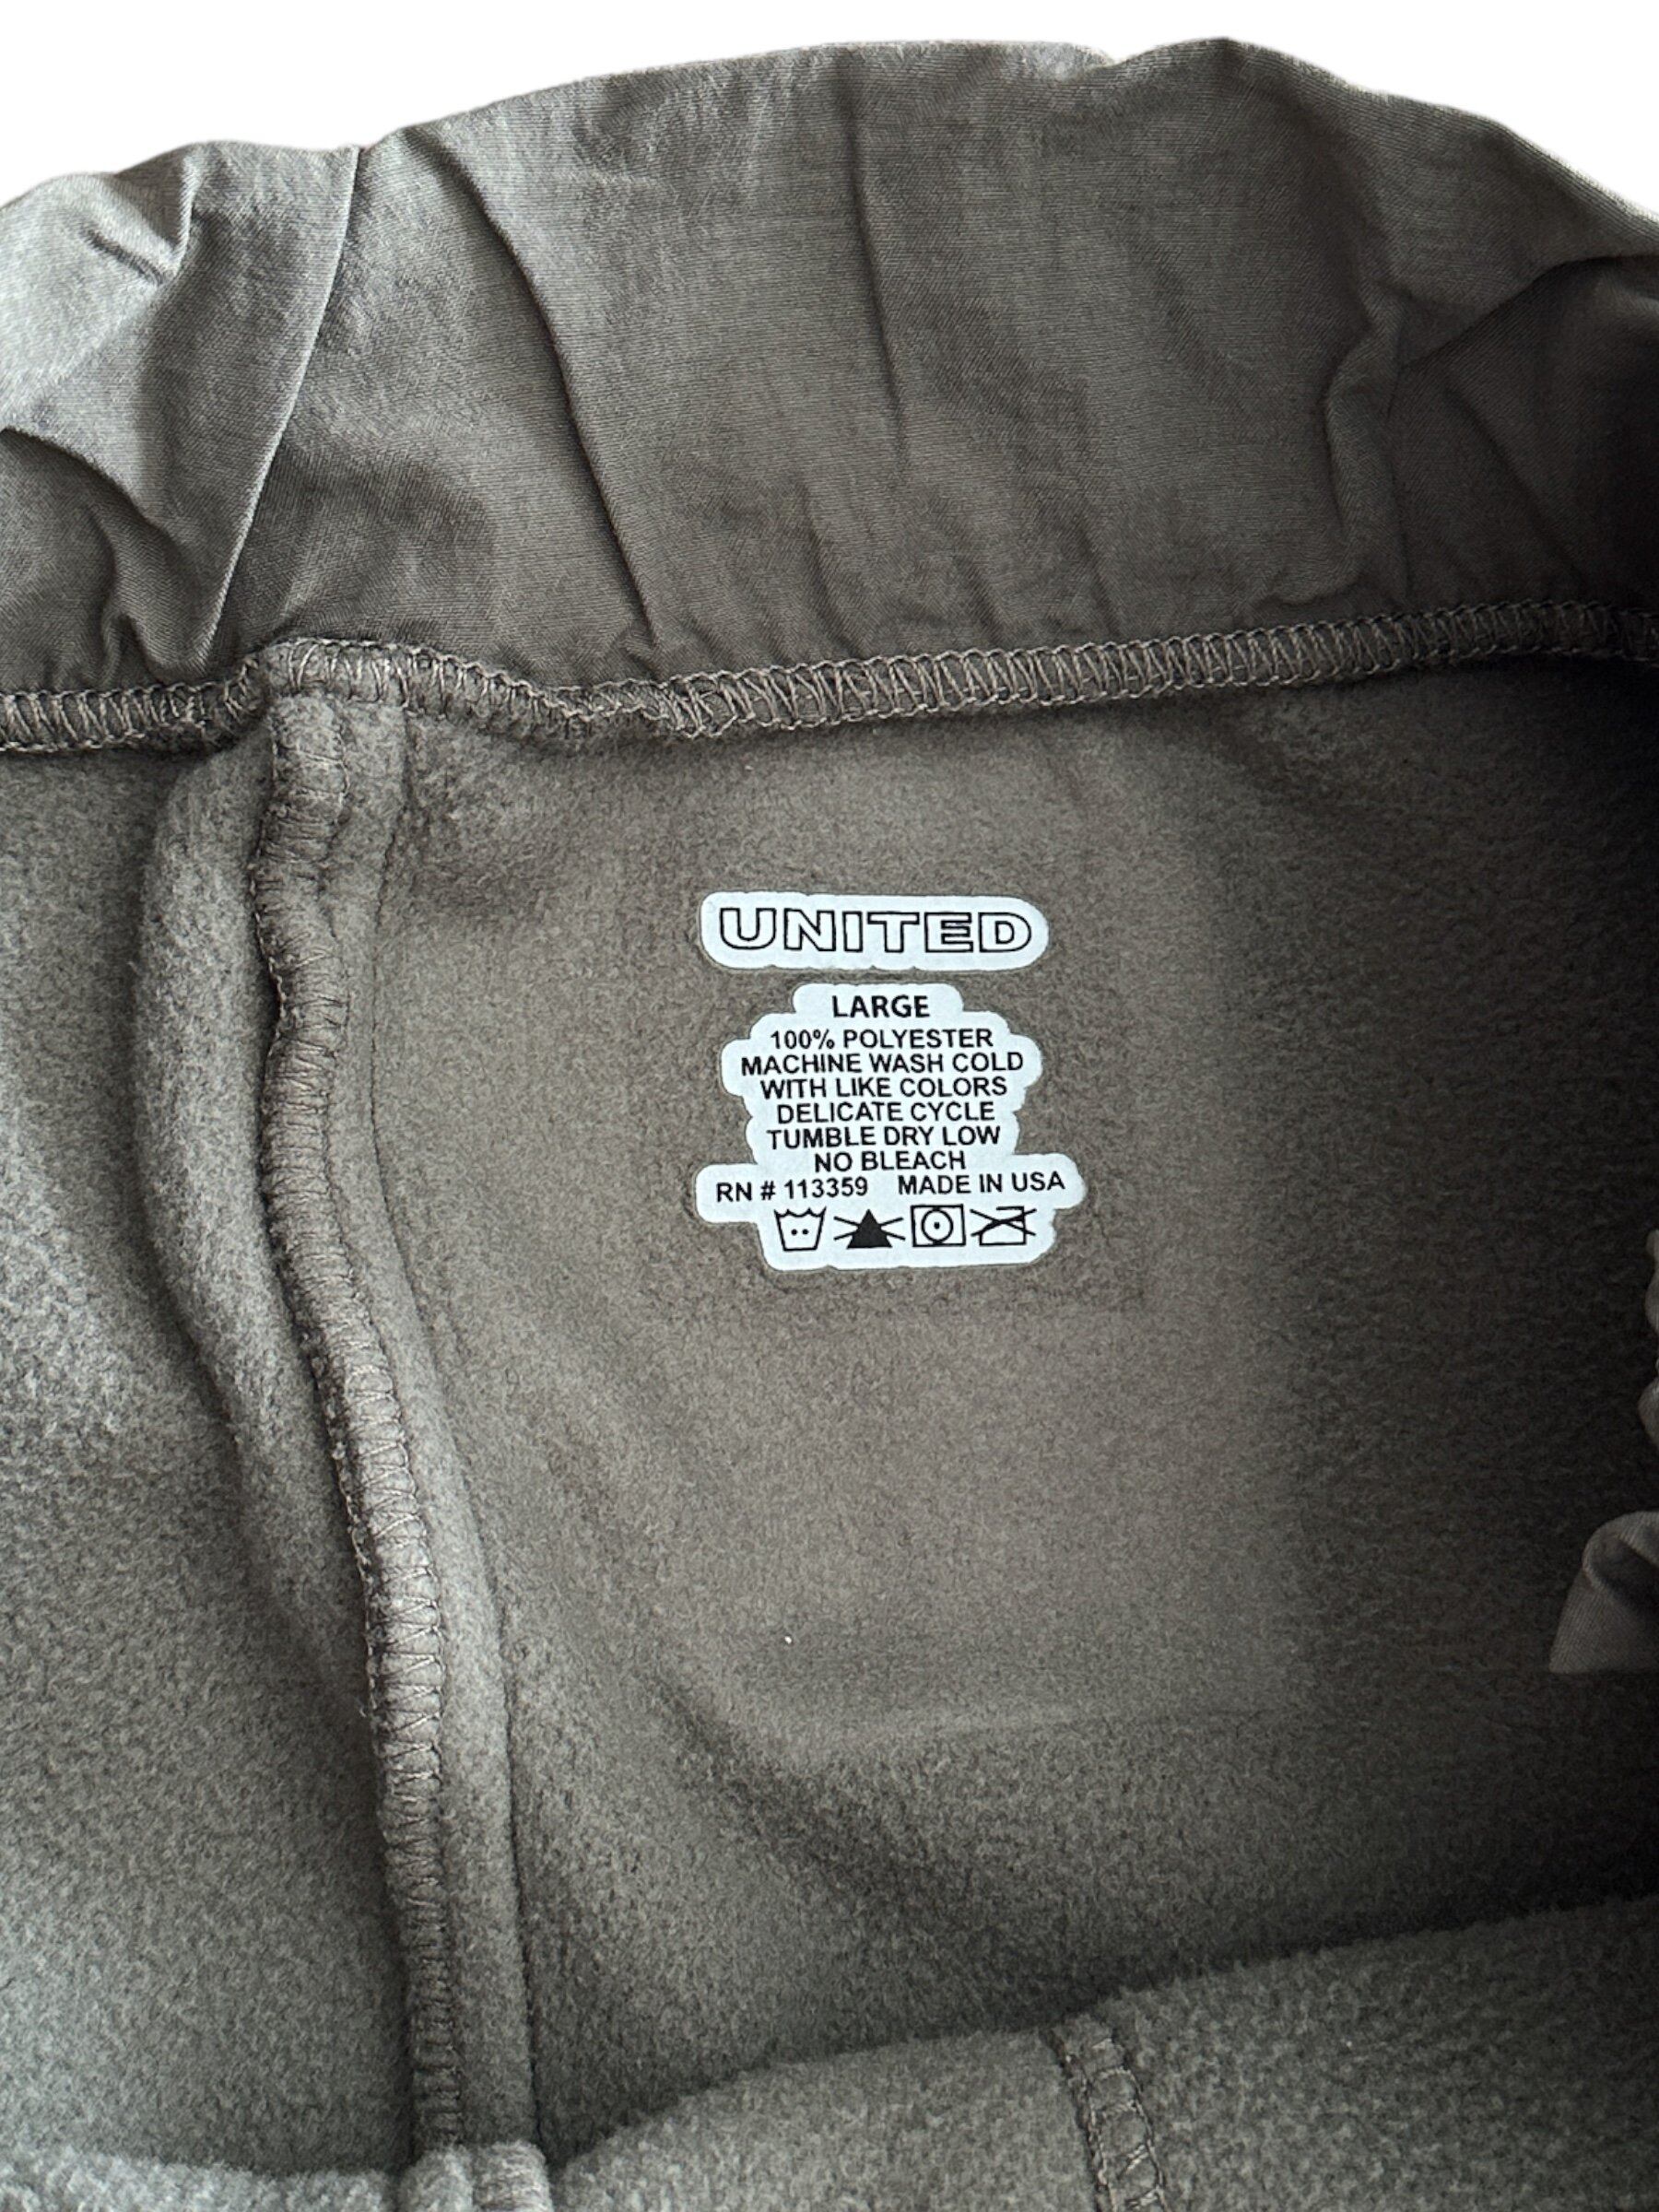 UNITED
LARGE
100% POLYESTER
MACHINE WASH COLD
WITH LIKE COLORS
DELICATE CYCLE
TUMBLE DRY LOW
NO BLEACH
RN # 113359 MADE IN USA